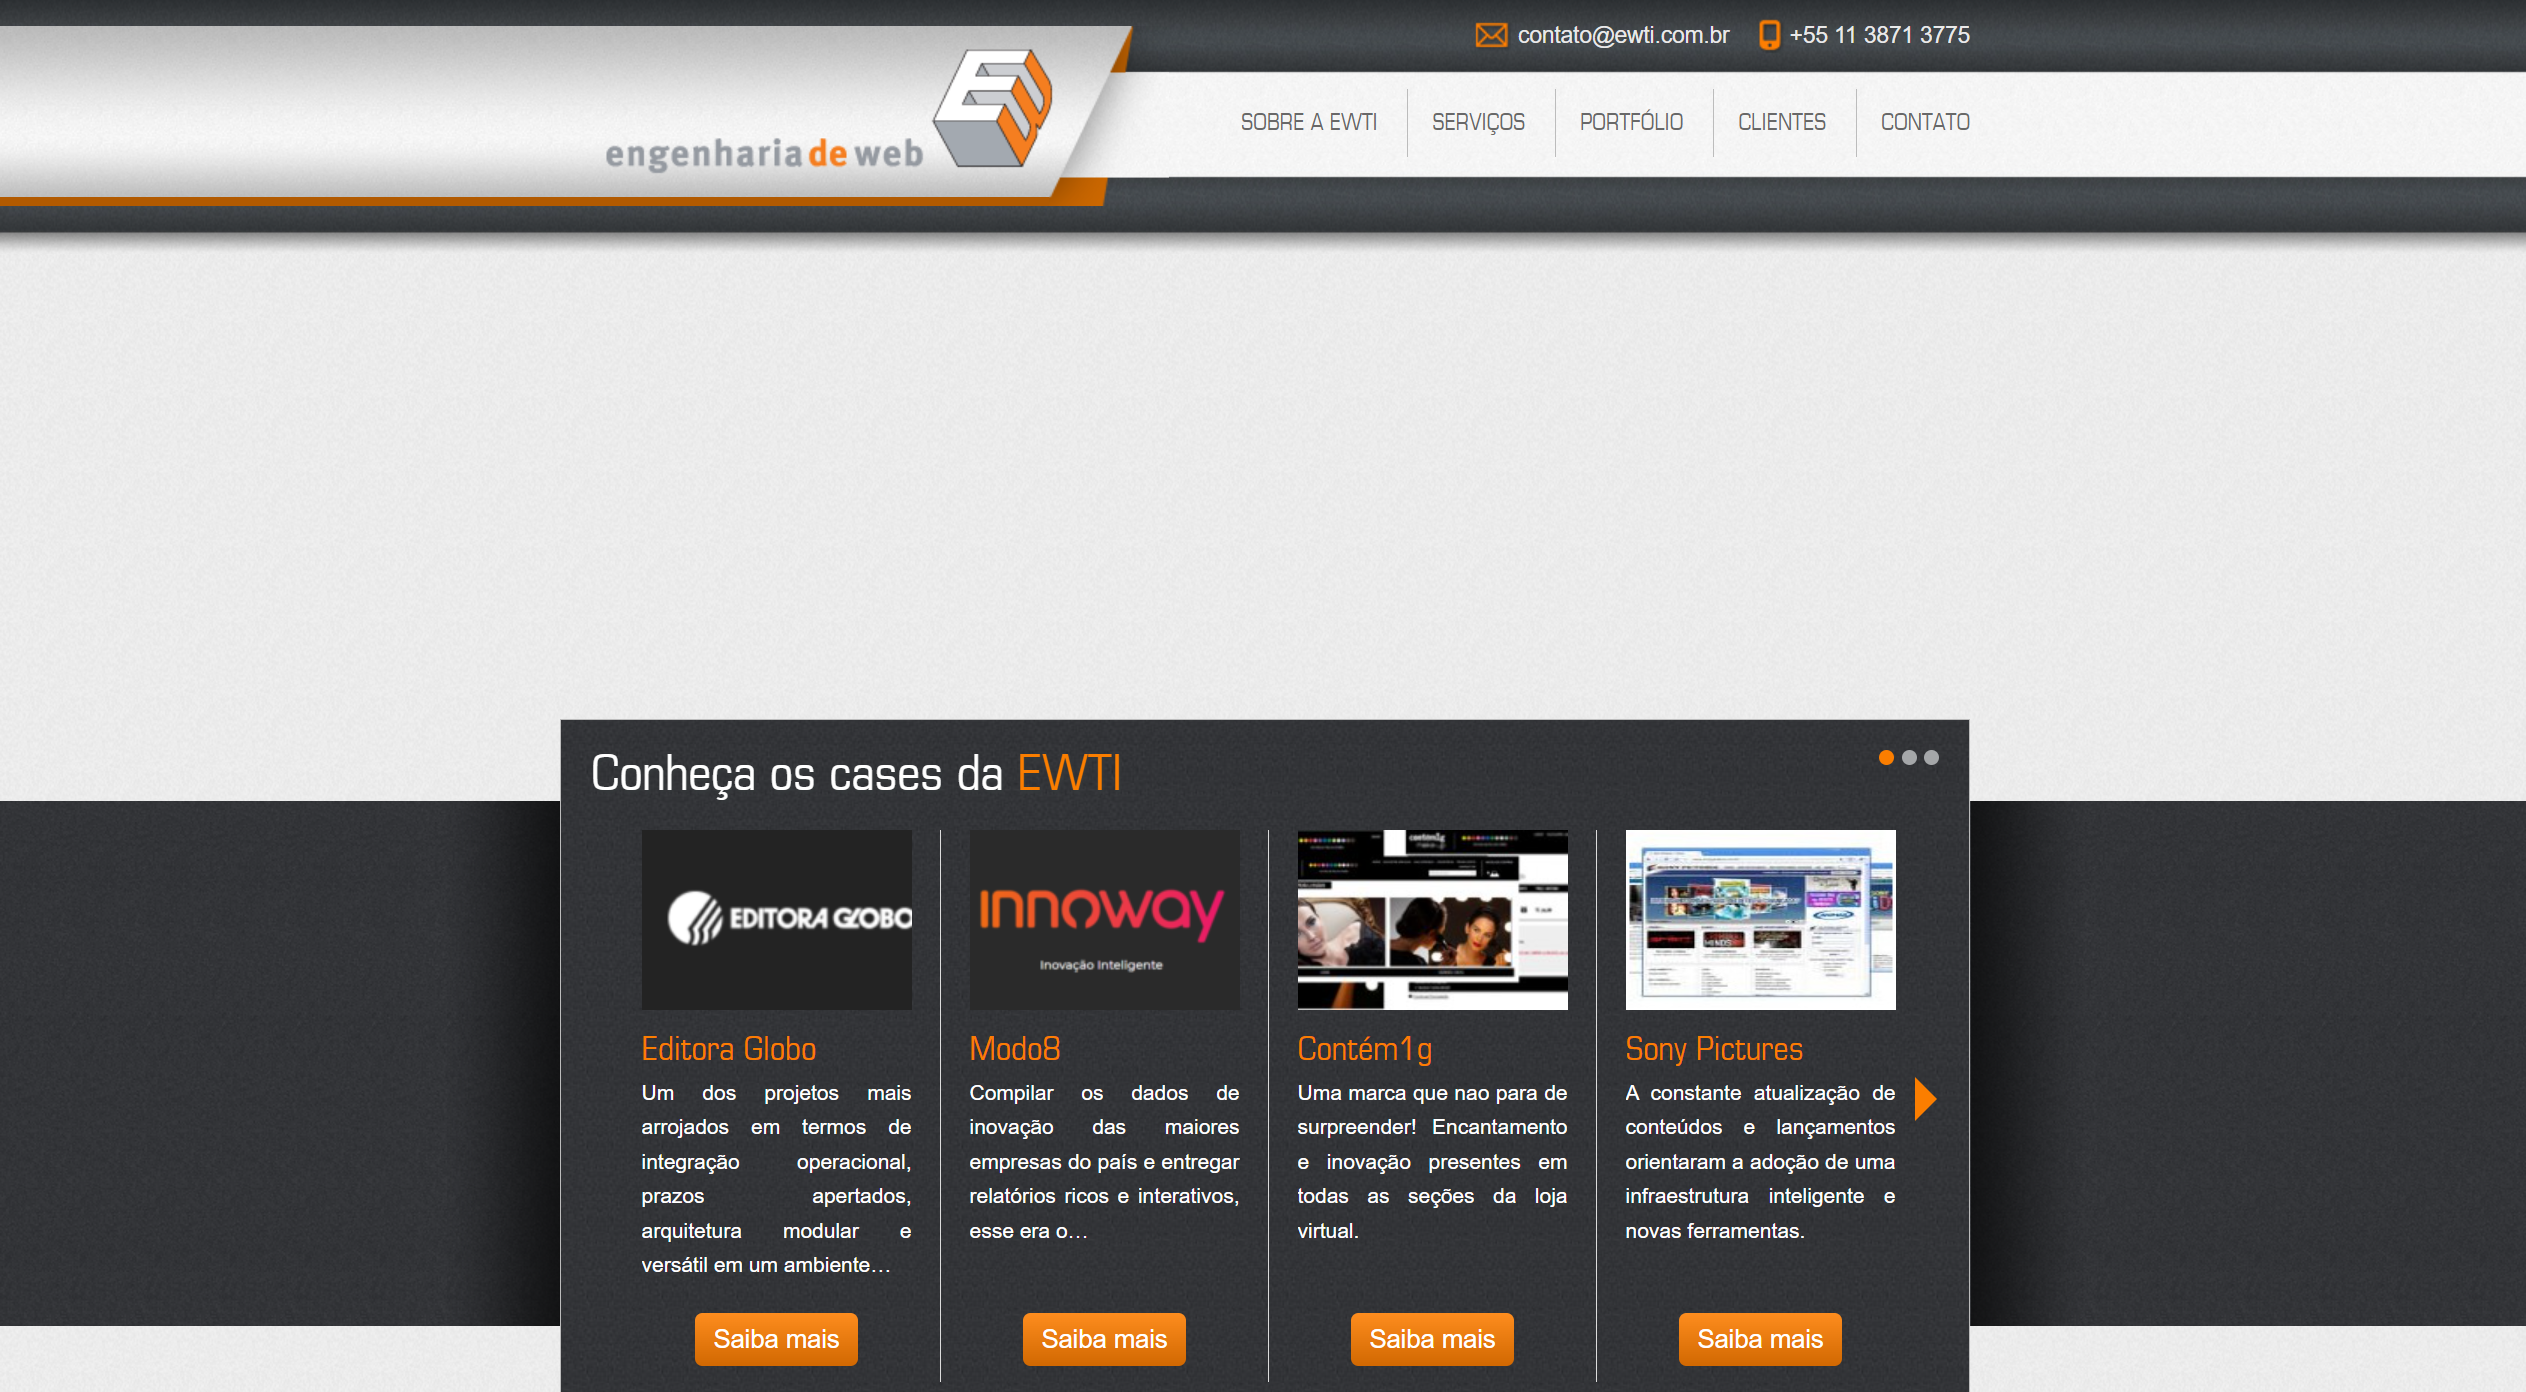 contato@ewti.com.br +55 11 3871 3775
engenharia de web
SOBRE A EWTI SERVIÇOS PORTFÓLIO CLIENTES CONTATO
Conheça os cases da EWTI
EDITORA GLOBO
innoway
Inovação Inteligente
Editora Globo
Um dos projetos mais
arrojados em termos de
integração operacional,
prazos apertados,
arquitetura modular e
versátil em um ambiente…
Saiba mais
Modo8
Compilar os dados de
inovação das maiores
empresas do país e entregar
relatórios ricos e interativos,
esse era o…
Saiba mais
Contém1g
Uma marca que nao para de
surpreender! Encantamento
e inovação presentes em
todas as seções da loja
virtual.
Saiba mais
Sony Pictures
A constante atualização de
conteúdos e lançamentos
orientaram a adoção de uma
infraestrutura inteligente e
novas ferramentas.
Saiba mais